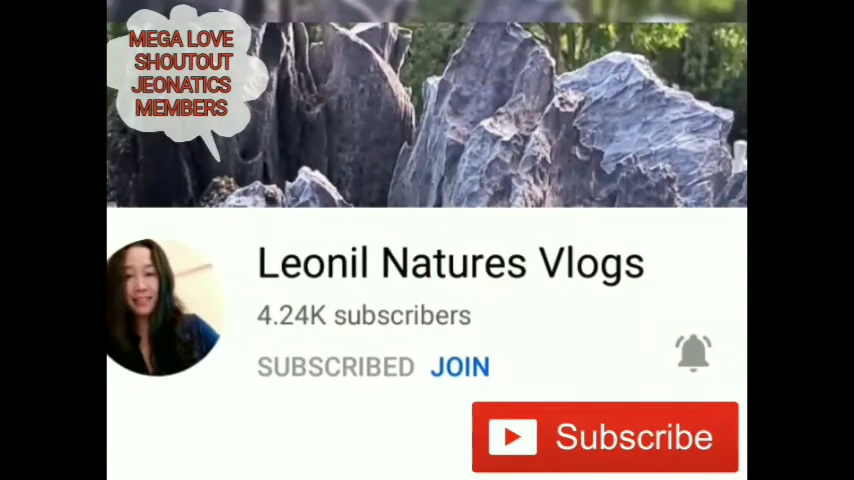 MEGA LOVE
SHOUTOUT
JEONATICS
MEMBERS
Leonil Natures Vlogs
4.24K subscribers
SUBSCRIBED JOIN
Subscribe